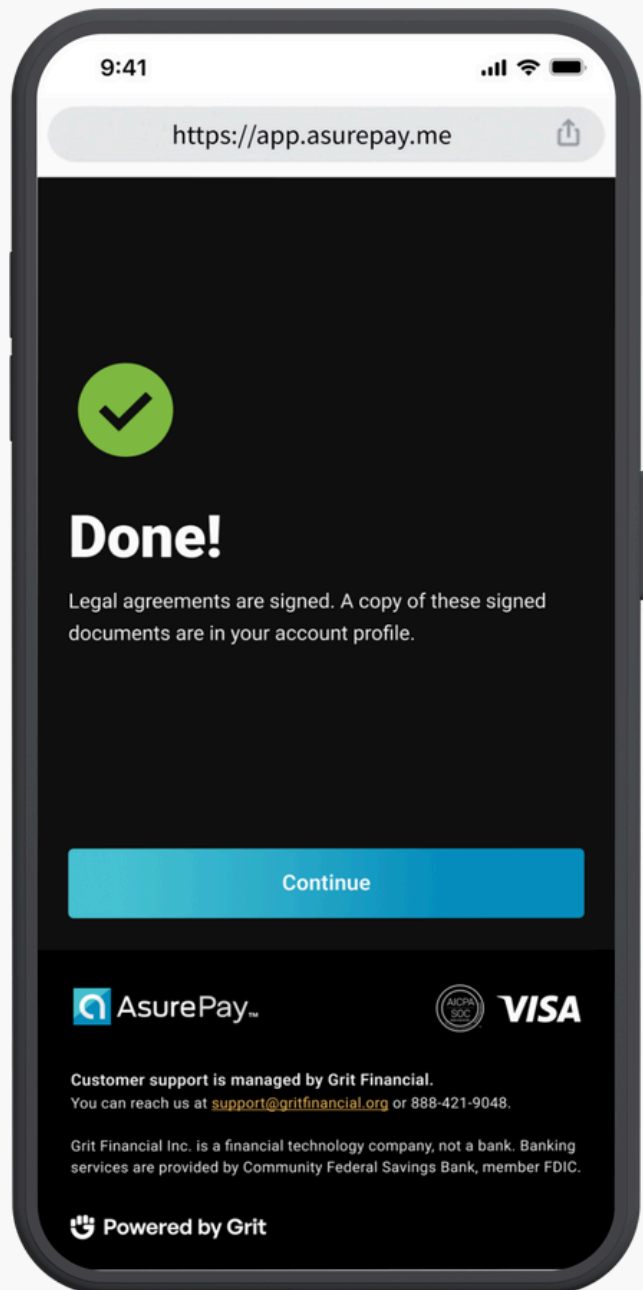 9:41
https://app.asurepay.me
Done!
Legal agreements are signed. A copy of these signed
documents are in your account profile.
Continue
AsurePay™
AICPA
SOC
VISA
Customer support is managed by Grit Financial.
You can reach us at support@gritfinancial.org or 888-421-9048.
Grit Financial Inc. is a financial technology company, not a bank. Banking
services are provided by Community Federal Savings Bank, member FDIC.
Powered by Grit